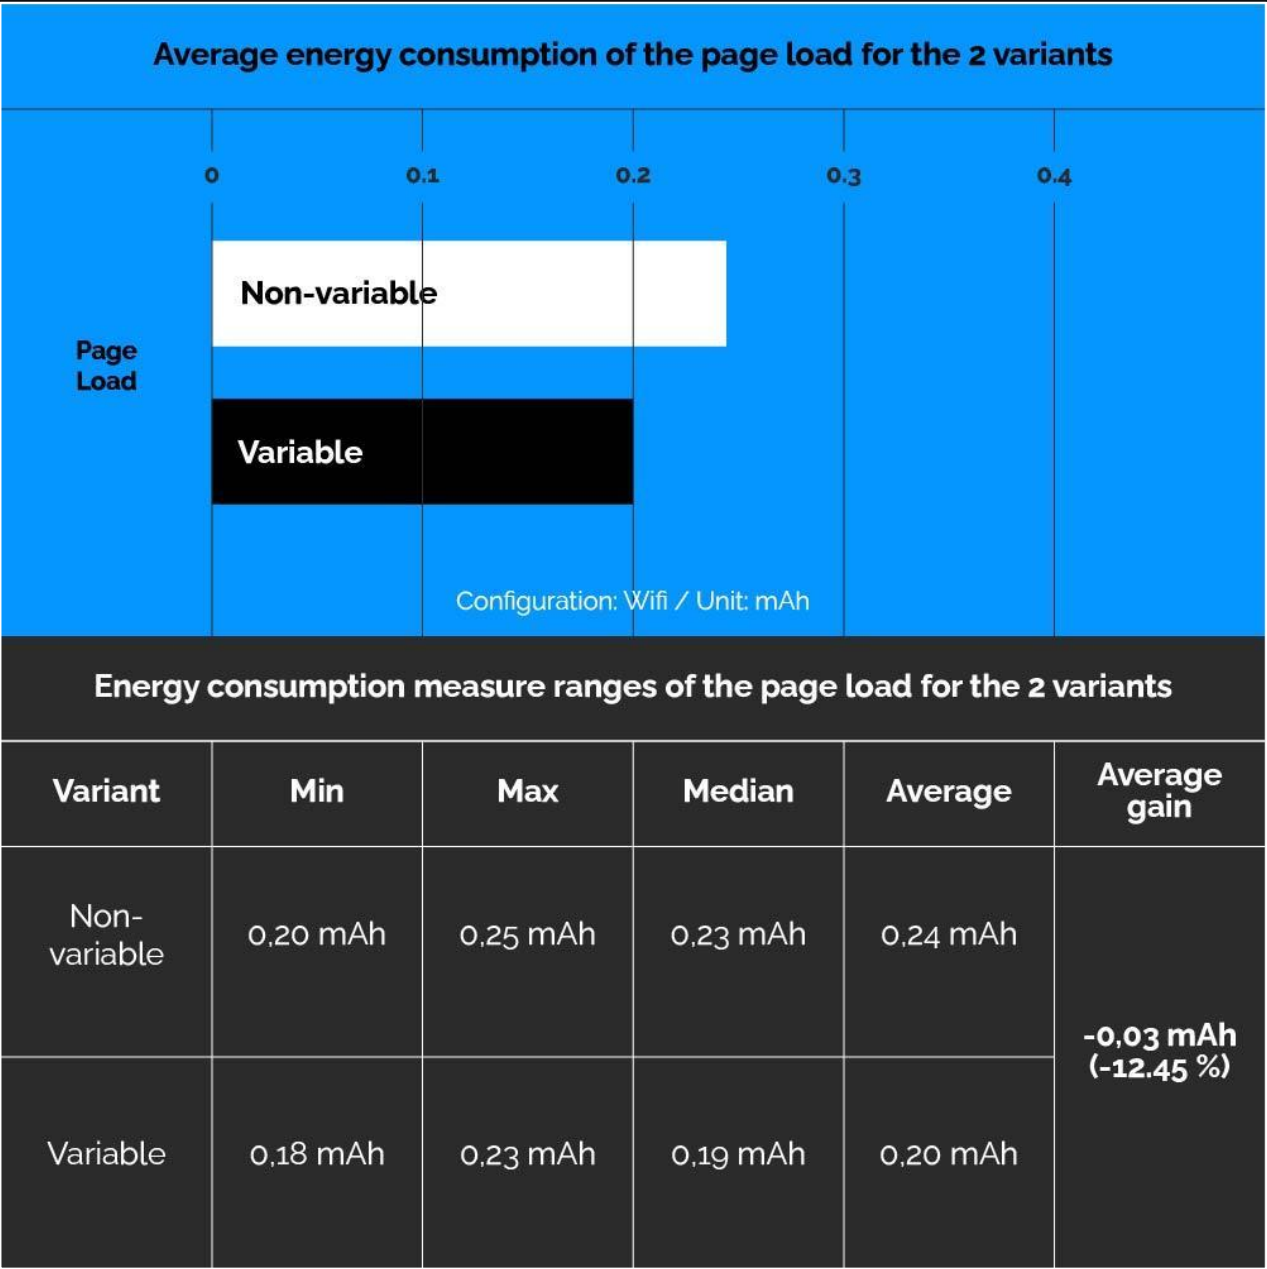 Average energy consumption of the page load for the 2 variants
0 0.1 0.2 0.3 0.4
Non-variable
Page
Load
Variable
Configuration: Wifi / Unit: mAh
Energy consumption measure ranges of the page load for the 2 variants
Variant Min Max Median Average Average
gain
Non-
variable 0,20 mAh 0,25 mAh 0,23 mAh 0,24 mAh
-0,03 mAh
(-12.45 %)
Variable 0,18 mAh 0,23 mAh 0,19 mAh 0,20 mAh